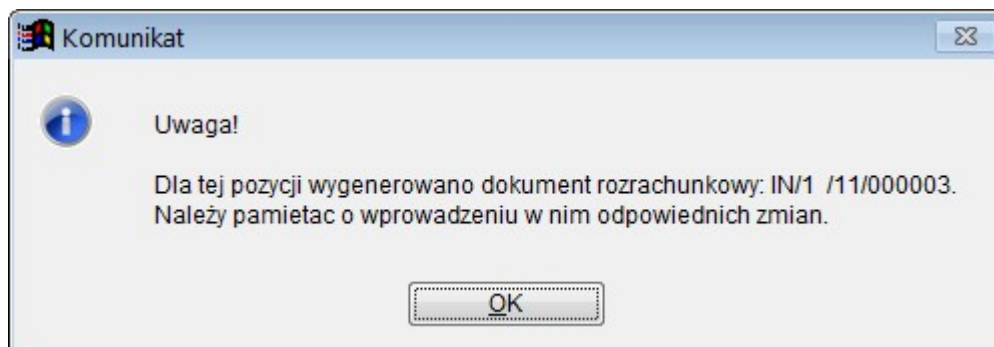 Komunikat
Uwaga!
Dla tej pozycji wygenerowano dokument rozrachunkowy: IN/1 /11/000003.
Należy pamietac o wprowadzeniu w nim odpowiednich zmian.
OK